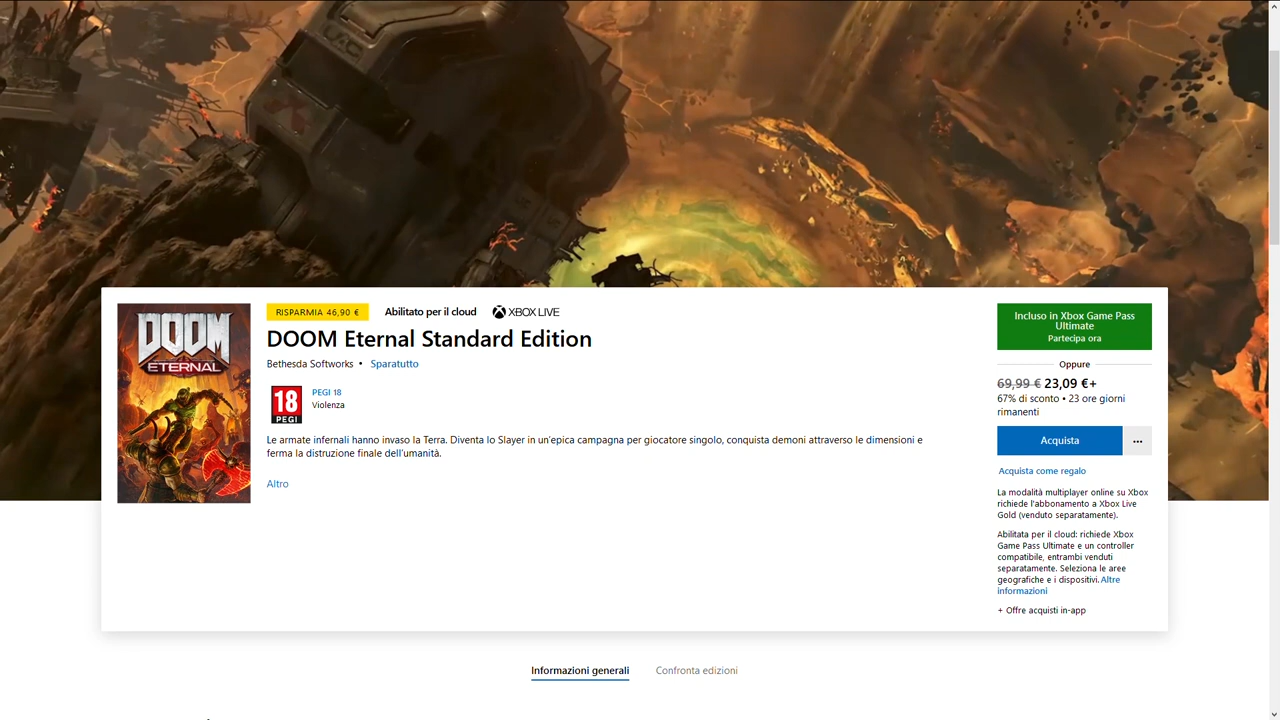 RISPARMIA 46,90 €
Abilitato per il cloud
XBOX LIVE
DOOM Eternal Standard Edition
Bethesda Softworks • Sparatutto
DOOM
ETERNAL
18
PEGI
PEGI 18
Violenza
Le armate infernali hanno invaso la Terra. Diventa lo Slayer in un'epica campagna per giocatore singolo, conquista demoni attraverso le dimensioni e
ferma la distruzione finale dell'umanità.
Altro
Incluso in Xbox Game Pass
Ultimate
Partecipa ora
Oppure
69,99 € 23,09 €+
67% di sconto • 23 ore giorni
rimanenti
Acquista
...
Acquista come regalo
La modalità multiplayer online su Xbox
richiede l'abbonamento a Xbox Live
Gold (venduto separatamente).
Abilitata per il cloud: richiede Xbox
Game Pass Ultimate e un controller
compatibile, entrambi venduti
separatamente. Seleziona le aree
geografiche e i dispositivi. Altre
informazioni
+ Offre acquisti in-app
Informazioni generali
Confronta edizioni